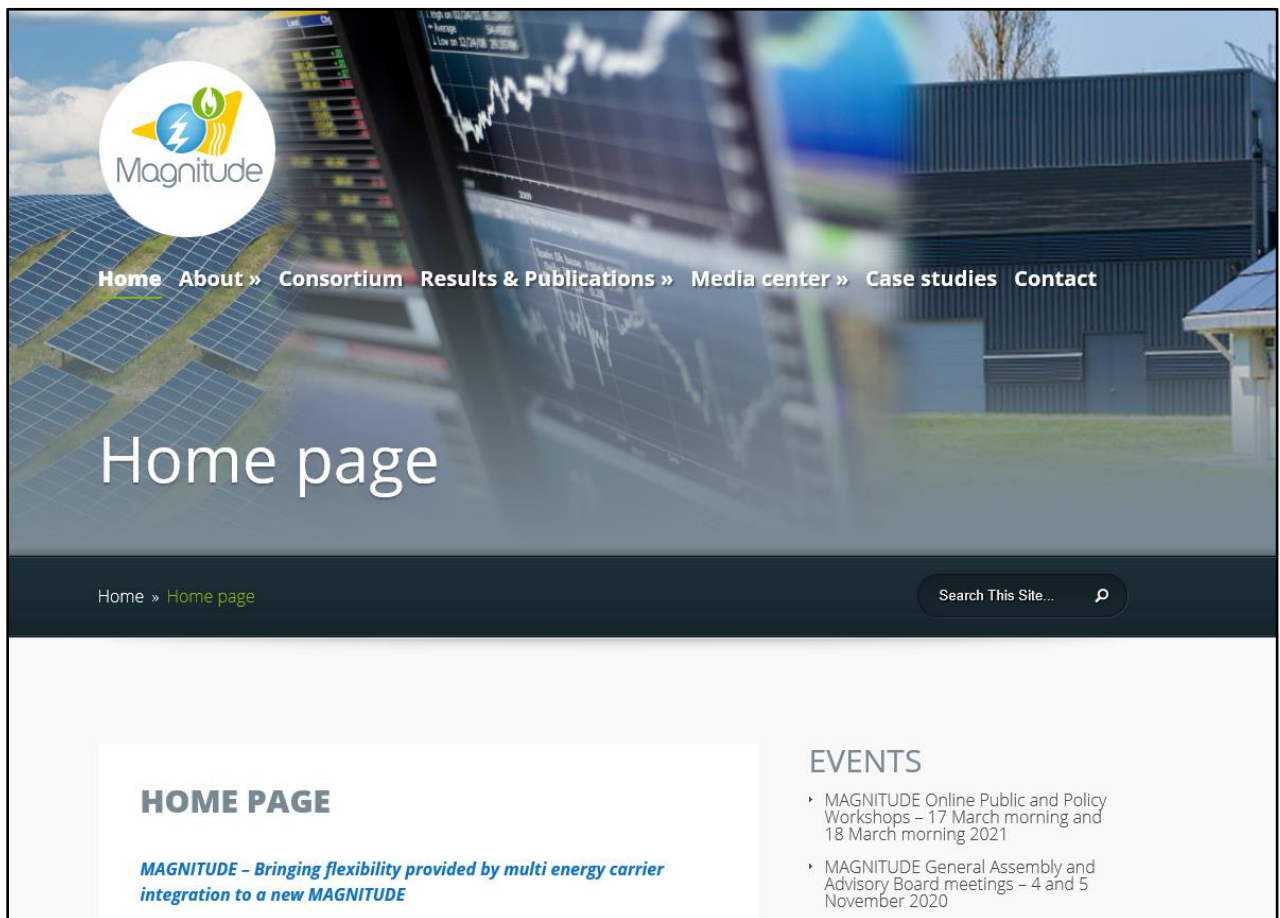 Magnitude
Home About » Consortium Results & Publications » Media center » Case studies Contact
Home page
Home » Home page
Search This Site...
HOME PAGE
MAGNITUDE – Bringing flexibility provided by multi energy carrier
integration to a new MAGNITUDE
EVENTS
MAGNITUDE Online Public and Policy
Workshops – 17 March morning and
18 March morning 2021
MAGNITUDE General Assembly and
Advisory Board meetings – 4 and 5
November 2020